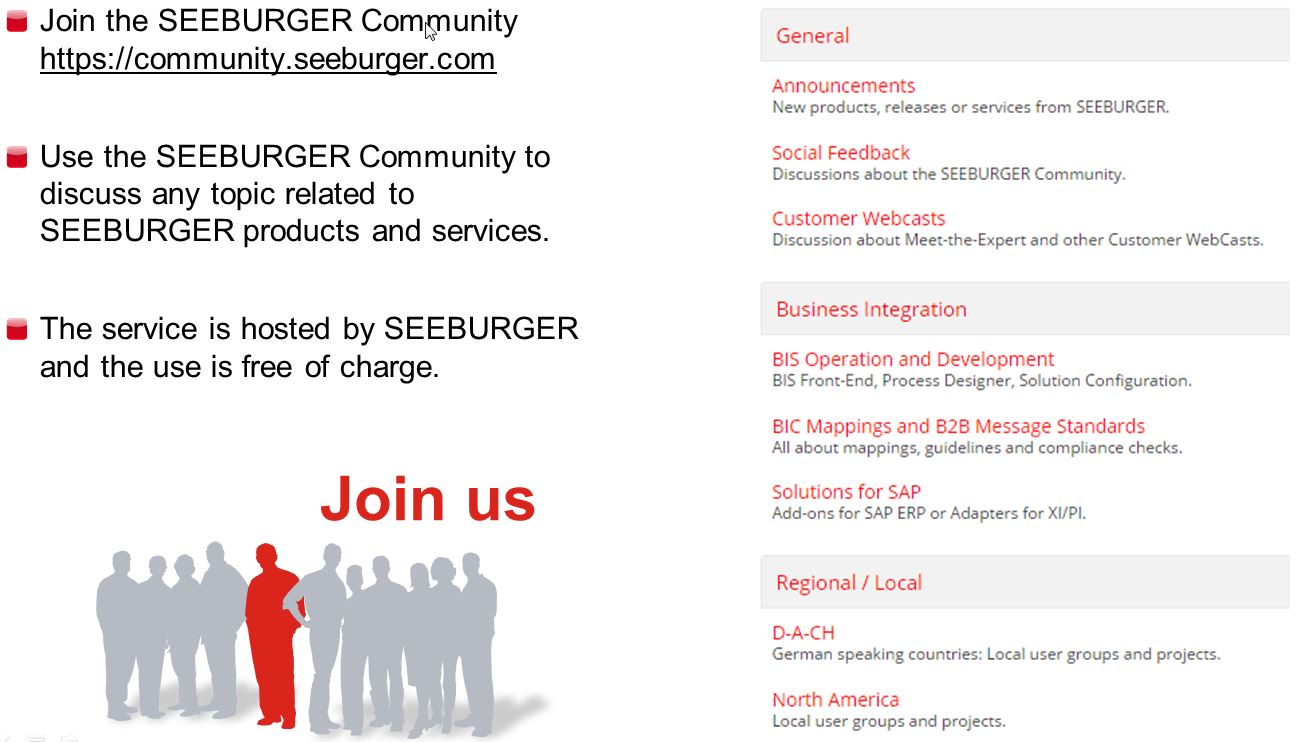 Join the SEEBURGER Community
https://community.seeburger.com
Use the SEEBURGER Community to
discuss any topic related to
SEEBURGER products and services.
The service is hosted by SEEBURGER
and the use is free of charge.
Join us
General
Announcements
New products, releases or services from SEEBURGER.
Social Feedback
Discussions about the SEEBURGER Community.
Customer Webcasts
Discussion about Meet-the-Expert and other Customer WebCasts.
Business Integration
BIS Operation and Development
BIS Front-End, Process Designer, Solution Configuration.
BIC Mappings and B2B Message Standards
All about mappings, guidelines and compliance checks.
Solutions for SAP
Add-ons for SAP ERP or Adapters for XI/PI.
Regional / Local
D-A-CH
German speaking countries: Local user groups and projects.
North America
Local user groups and projects.